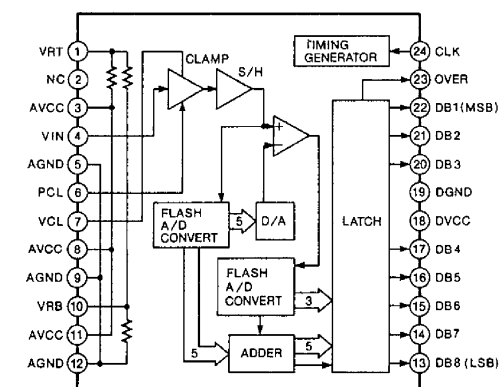 VRT 1
NC 2
AVCC 3
VIN 4
AGND 5
PCL 6
VCL 7
AVCC 8
AGND 9
VRB 10
AVCC 11
AGND 12
CLAMP
S/H
TIMING
GENERATOR
+
−
FLASH
A/D
CONVERT
5
D/A
FLASH
A/D
CONVERT
3
5
ADDER
5
LATCH
24 CLK
23 OVER
22 DB1(MSB)
21 DB2
20 DB3
19 DGND
18 DVCC
17 DB4
16 DB5
15 DB6
14 DB7
13 DB8(LSB)